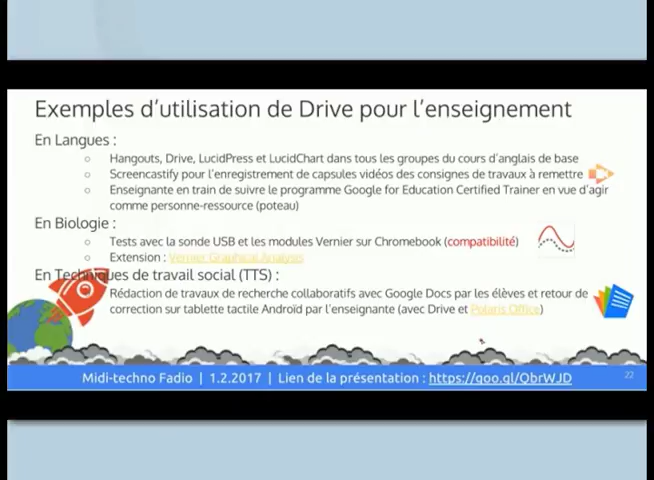 Exemples d'utilisation de Drive pour l'enseignement
En Langues :
Hangouts, Drive, LucidPress et LucidChart dans tous les groupes du cours d'anglais de base
Screencastify pour l'enregistrement de capsules vidéos des consignes de travaux à remettre
Enseignante en train de suivre le programme Google for Education Certified Trainer en vue d'agir
comme personne-ressource (poteau)
En Biologie :
Tests avec la sonde USB et les modules Vernier sur Chromebook (compatibilité)
Extension : Vernier Graphical Analysis
En Techniques de travail social (TTS) :
Rédaction de travaux de recherche collaboratifs avec Google Docs par les élèves et retour de
correction sur tablette tactile Androïd par l'enseignante (avec Drive et Polaris Office)
Midi-techno Fadio | 1.2.2017 | Lien de la présentation : https://goo.gl/QbrWJD
22